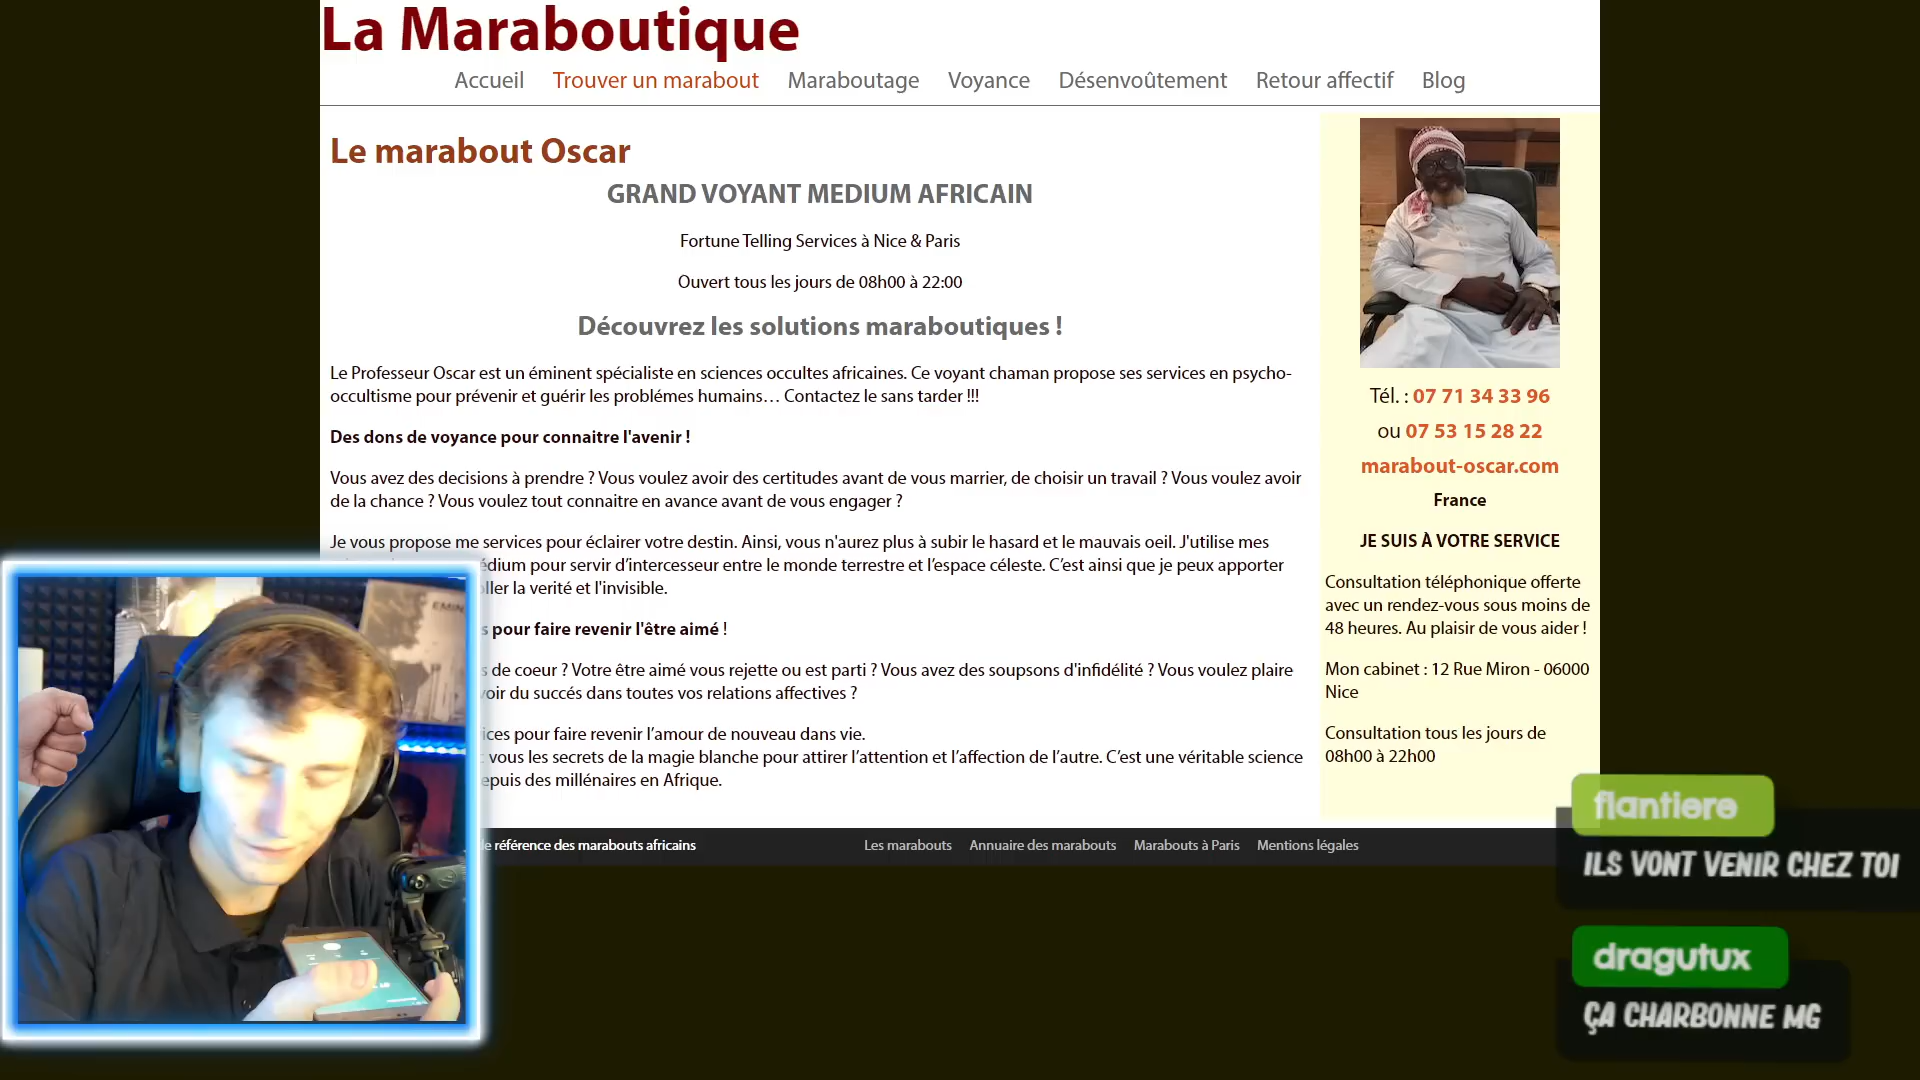 La Maraboutique
Accueil Trouver un marabout Maraboutage Voyance Désenvoûtement Retour affectif Blog
Le marabout Oscar
GRAND VOYANT MEDIUM AFRICAIN
Fortune Telling Services à Nice & Paris
Ouvert tous les jours de 08h00 à 22:00
Découvrez les solutions maraboutiques !
Le Professeur Oscar est un éminent spécialiste en sciences occultes africaines. Ce voyant chaman propose ses services en psycho-
occultisme pour prévenir et guérir les problémes humains… Contactez le sans tarder !!!
Des dons de voyance pour connaitre l'avenir !
Vous avez des decisions à prendre ? Vous voulez avoir des certitudes avant de vous marrier, de choisir un travail ? Vous voulez avoir
de la chance ? Vous voulez tout connaitre en avance avant de vous engager ?
Je vous propose me services pour éclairer votre destin. Ainsi, vous n'aurez plus à subir le hasard et le mauvais oeil. J'utilise mes
pour servir d’intercesseur entre le monde terrestre et l’espace céleste. C’est ainsi que je peux apporter
la verité et l'invisible.
pour faire revenir l'être aimé !
de coeur ? Votre être aimé vous rejette ou est parti ? Vous avez des soupsons d'infidélité ? Vous voulez plaire
du succés dans toutes vos relations affectives ?
pour faire revenir l’amour de nouveau dans vie.
vous les secrets de la magie blanche pour attirer l’attention et l’affection de l’autre. C’est une véritable science
des millénaires en Afrique.
Tél. : 07 71 34 33 96
ou 07 53 15 28 22
marabout-oscar.com
France
JE SUIS À VOTRE SERVICE
Consultation téléphonique offerte
avec un rendez-vous sous moins de
48 heures. Au plaisir de vous aider !
Mon cabinet : 12 Rue Miron - 06000
Nice
Consultation tous les jours de
08h00 à 22h00
de référence des marabouts africains
Les marabouts Annuaire des marabouts Marabouts à Paris Mentions légales
EMIN
flantiere
ILS VONT VENIR CHEZ TOI
dragutux
ÇA CHARBONNE MG